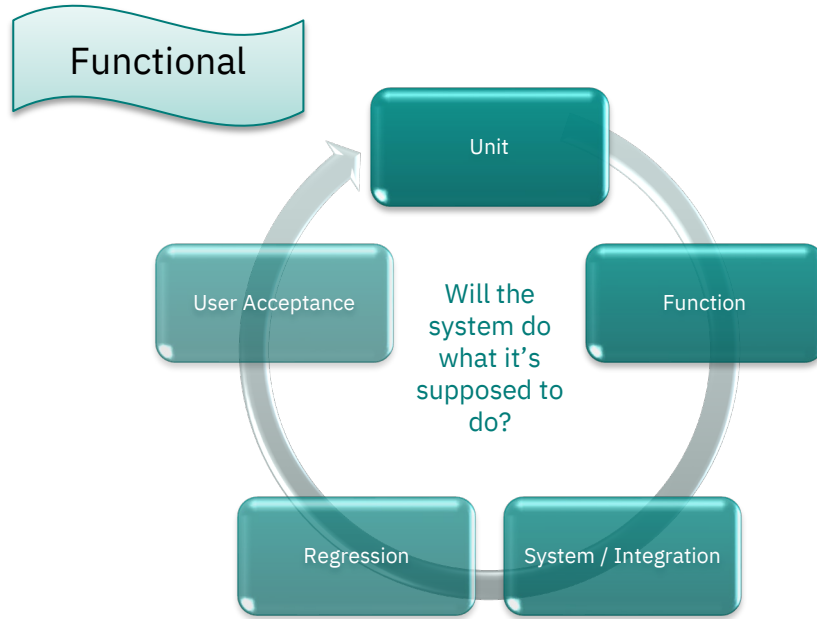 Functional
Unit
Function
System / Integration
Regression
User Acceptance
Will the
system do
what it’s
supposed to
do?